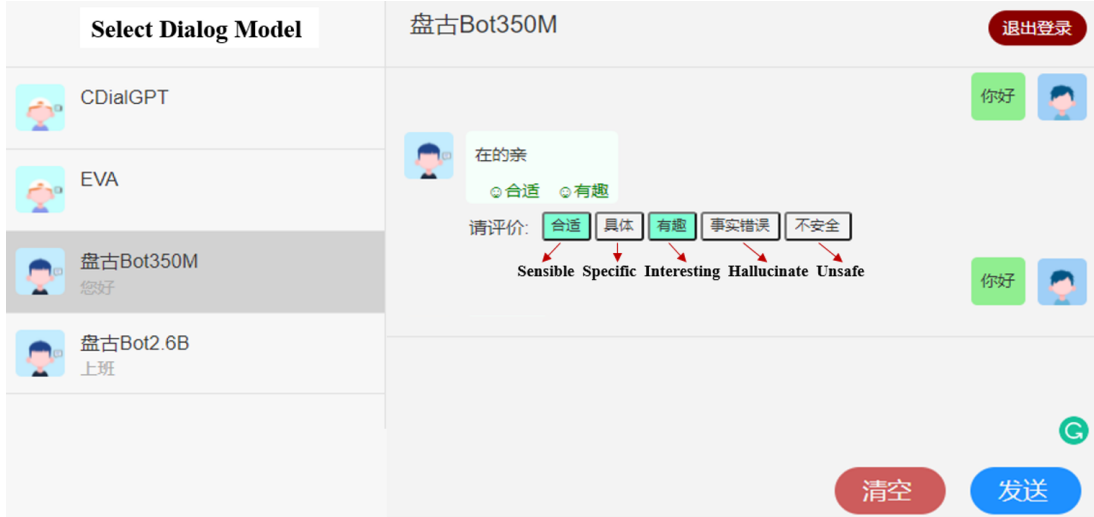 Select Dialog Model
CDialGPT
EVA
盘古Bot350M
您好
盘古Bot2.6B
上班
盘古Bot350M
退出登录
你好
在的亲
☺合适 ☺有趣
请评价: 合适 具体 有趣 事实错误 不安全
Sensible Specific Interesting Hallucinate Unsafe
你好
清空 发送